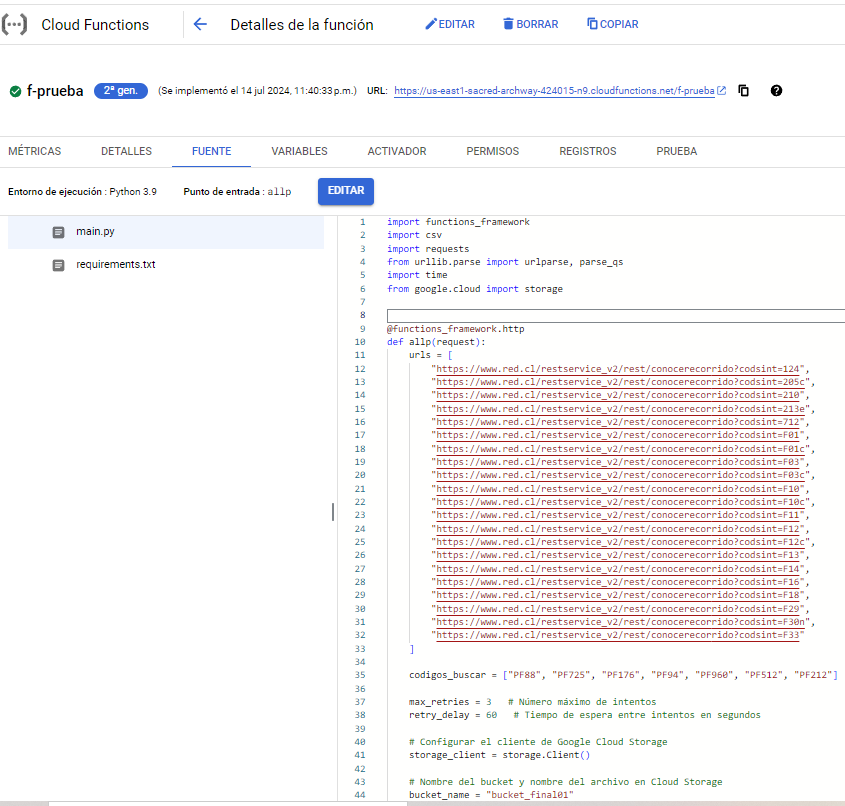 Cloud Functions
Detalles de la función
EDITAR
BORRAR
COPIAR
f-prueba
2ª gen.
(Se implementó el 14 jul 2024, 11:40:33 p.m.)
URL:
https://us-east1-sacred-archway-424015-n9.cloudfunctions.net/f-prueba
MÉTRICAS
DETALLES
FUENTE
VARIABLES
ACTIVADOR
PERMISOS
REGISTROS
PRUEBA
Entorno de ejecución : Python 3.9
Punto de entrada : allp
EDITAR
main.py
requirements.txt
1 import functions_framework
2 import csv
3 import requests
4 from urllib.parse import urlparse, parse_qs
5 import time
6 from google.cloud import storage
7
8
9 @functions_framework.http
10 def allp(request):
11 urls = [
12 "https://www.red.cl/restservice_v2/rest/conocerecorrido?codsint=124",
13 "https://www.red.cl/restservice_v2/rest/conocerecorrido?codsint=205c",
14 "https://www.red.cl/restservice_v2/rest/conocerecorrido?codsint=210",
15 "https://www.red.cl/restservice_v2/rest/conocerecorrido?codsint=213e",
16 "https://www.red.cl/restservice_v2/rest/conocerecorrido?codsint=712",
17 "https://www.red.cl/restservice_v2/rest/conocerecorrido?codsint=F01",
18 "https://www.red.cl/restservice_v2/rest/conocerecorrido?codsint=F01c",
19 "https://www.red.cl/restservice_v2/rest/conocerecorrido?codsint=F03",
20 "https://www.red.cl/restservice_v2/rest/conocerecorrido?codsint=F03c",
21 "https://www.red.cl/restservice_v2/rest/conocerecorrido?codsint=F10",
22 "https://www.red.cl/restservice_v2/rest/conocerecorrido?codsint=F10c",
23 "https://www.red.cl/restservice_v2/rest/conocerecorrido?codsint=F11",
24 "https://www.red.cl/restservice_v2/rest/conocerecorrido?codsint=F12",
25 "https://www.red.cl/restservice_v2/rest/conocerecorrido?codsint=F12c",
26 "https://www.red.cl/restservice_v2/rest/conocerecorrido?codsint=F13",
27 "https://www.red.cl/restservice_v2/rest/conocerecorrido?codsint=F14",
28 "https://www.red.cl/restservice_v2/rest/conocerecorrido?codsint=F16",
29 "https://www.red.cl/restservice_v2/rest/conocerecorrido?codsint=F18",
30 "https://www.red.cl/restservice_v2/rest/conocerecorrido?codsint=F29",
31 "https://www.red.cl/restservice_v2/rest/conocerecorrido?codsint=F30n",
32 "https://www.red.cl/restservice_v2/rest/conocerecorrido?codsint=F33"
33 ]
34
35 codigos_buscar = ["PF88", "PF725", "PF176", "PF94", "PF960", "PF512", "PF212"]
36
37 max_retries = 3 # Número máximo de intentos
38 retry_delay = 60 # Tiempo de espera entre intentos en segundos
39
40 # Configurar el cliente de Google Cloud Storage
41 storage_client = storage.Client()
42
43 # Nombre del bucket y nombre del archivo en Cloud Storage
44 bucket_name = "bucket_final01"